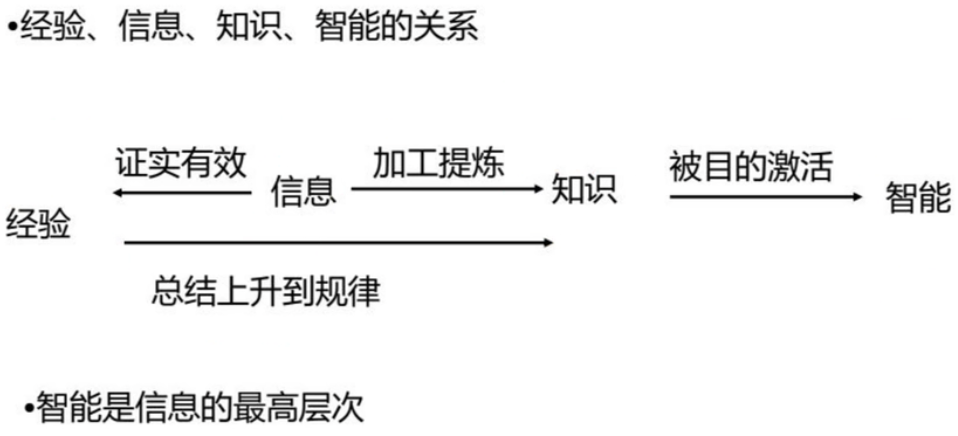 •经验、信息、知识、智能的关系
证实有效 加工提炼 被目的激活
信息 知识 智能
经验
总结上升到规律
•智能是信息的最高层次